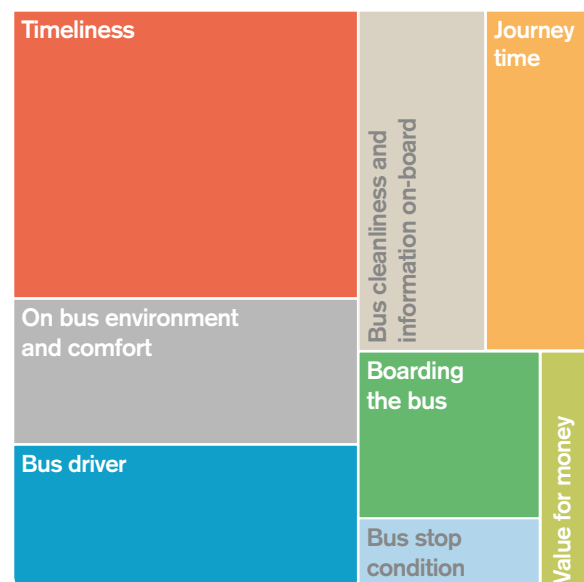 Timeliness
On bus environment
and comfort
Bus driver
Bus cleanliness and
information on-board
Journey
time
Boarding
the bus
Bus stop
condition
Value for money